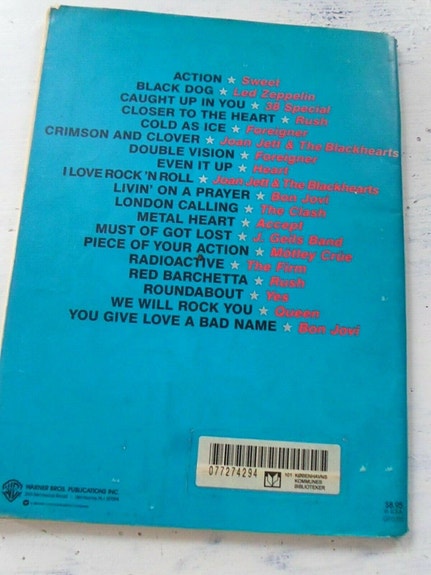 ACTION ★ Sweet
BLACK DOG ★ Led Zeppelin
CAUGHT UP IN YOU ★ 38 Special
CLOSER TO THE HEART ★ Rush
COLD AS ICE ★ Foreigner
CRIMSON AND CLOVER ★ Joan Jett & The Blackhearts
DOUBLE VISION ★ Foreigner
EVEN IT UP ★ Heart
I LOVE ROCK 'N ROLL ★ Joan Jett & The Blackhearts
LIVIN' ON A PRAYER ★ Bon Jovi
LONDON CALLING ★ The Clash
METAL HEART ★ Accept
MUST OF GOT LOST ★ J. Geils Band
PIECE OF YOUR ACTION ★ Mötley Crüe
RADIOACTIVE ★ The Firm
RED BARCHETTA ★ Rush
ROUNDABOUT ★ Yes
WE WILL ROCK YOU ★ Queen
YOU GIVE LOVE A BAD NAME ★ Bon Jovi
077274294
101 KØBENHAVNS
KOMMUNES
BIBLIOTEKER
WARNER BROS. PUBLICATIONS INC.